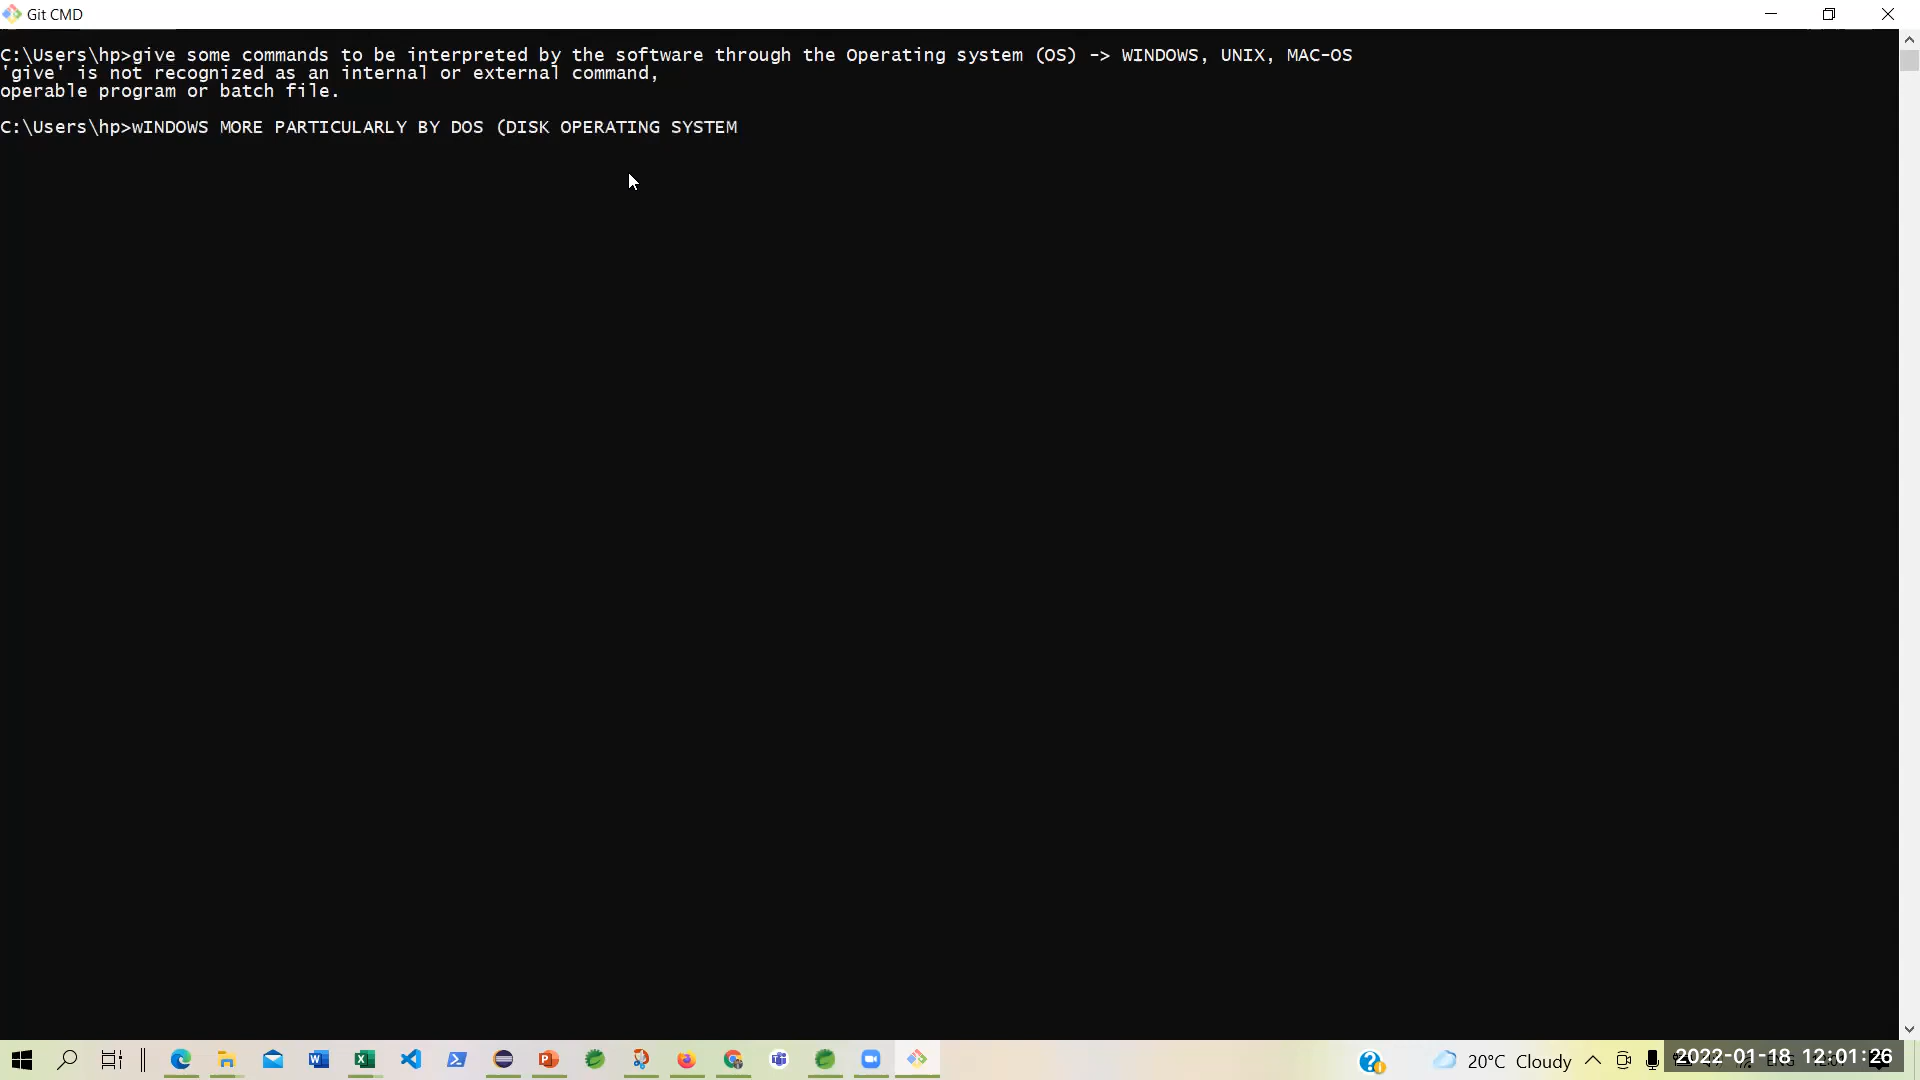 Git CMD
C:\Users\hp>give some commands to be interpreted by the software through the Operating system (OS) -> WINDOWS, UNIX, MAC-OS
'give' is not recognized as an internal or external command,
operable program or batch file.
C:\Users\hp>wINDOWS MORE PARTICULARLY BY DOS (DISK OPERATING SYSTEM
20°C Cloudy
2022-01-18 12:01:26